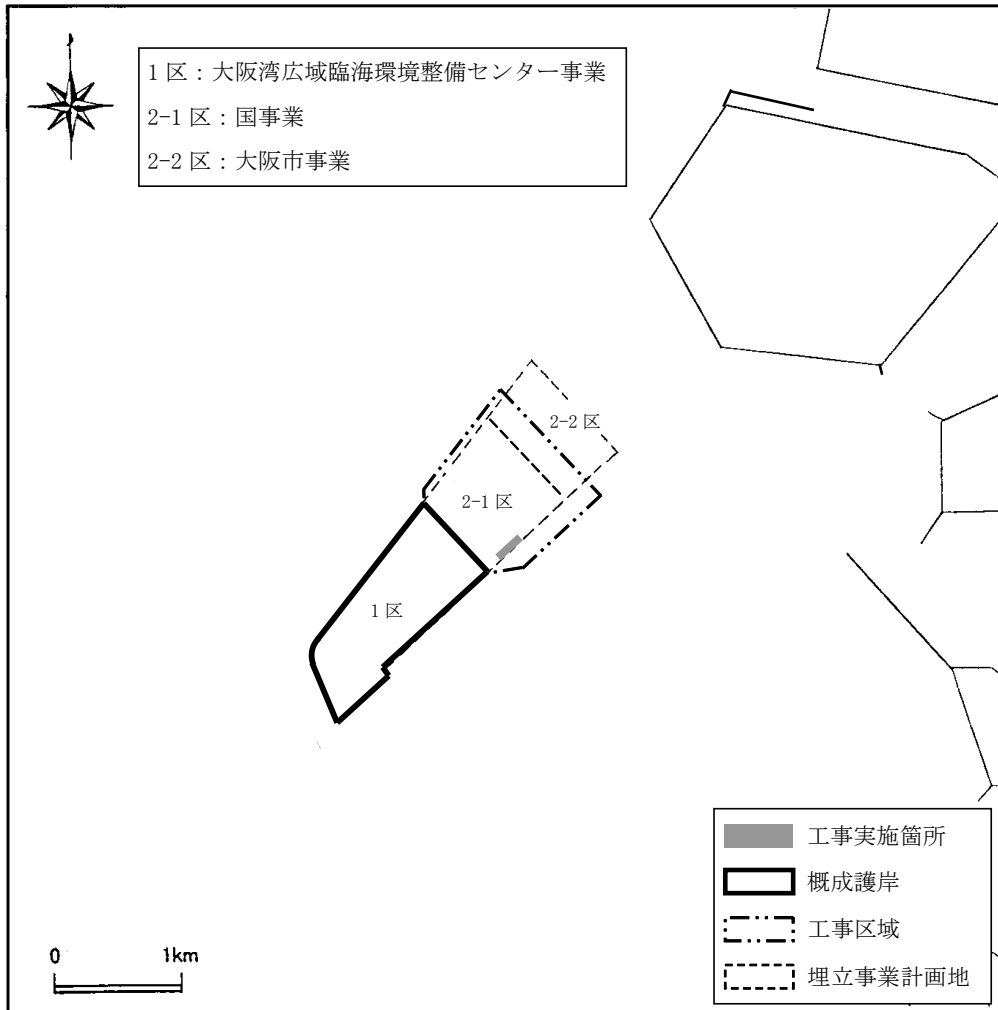 1 区：大阪湾広域臨海環境整備センター事業
2-1 区：国事業
2-2 区：大阪市事業
2-2 区
2-1 区
1 区
工事実施箇所
概成護岸
工事区域
埋立事業計画地
0 1km